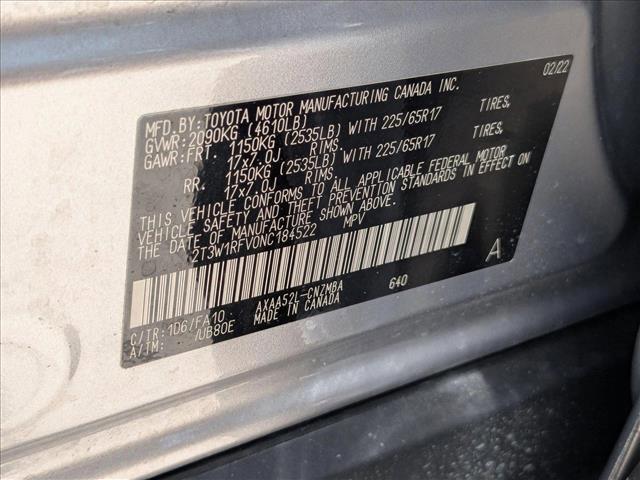 MFD.BY:TOYOTA MOTOR MANUFACTURING CANADA INC. 02/22
GVWR:2090KG (4610LB)
GAWR:FRT. 1150KG (2535LB) WITH 225/65R17 TIRES,
17x7.0J RIMS.
RR. 1150KG (2535LB) WITH 225/65R17 TIRES,
17x7.0J RIMS.
THIS VEHICLE CONFORMS TO ALL APPLICABLE FEDERAL MOTOR
VEHICLE SAFETY AND THEFT PREVENTION STANDARDS IN EFFECT ON
THE DATE OF MANUFACTURE SHOWN ABOVE.
2T3W1RFV0NC184522 MPV
A
C/TR:1D6/FA10 AXAA52L-CNZMBA 640
A/TM: /UB80E MADE IN CANADA